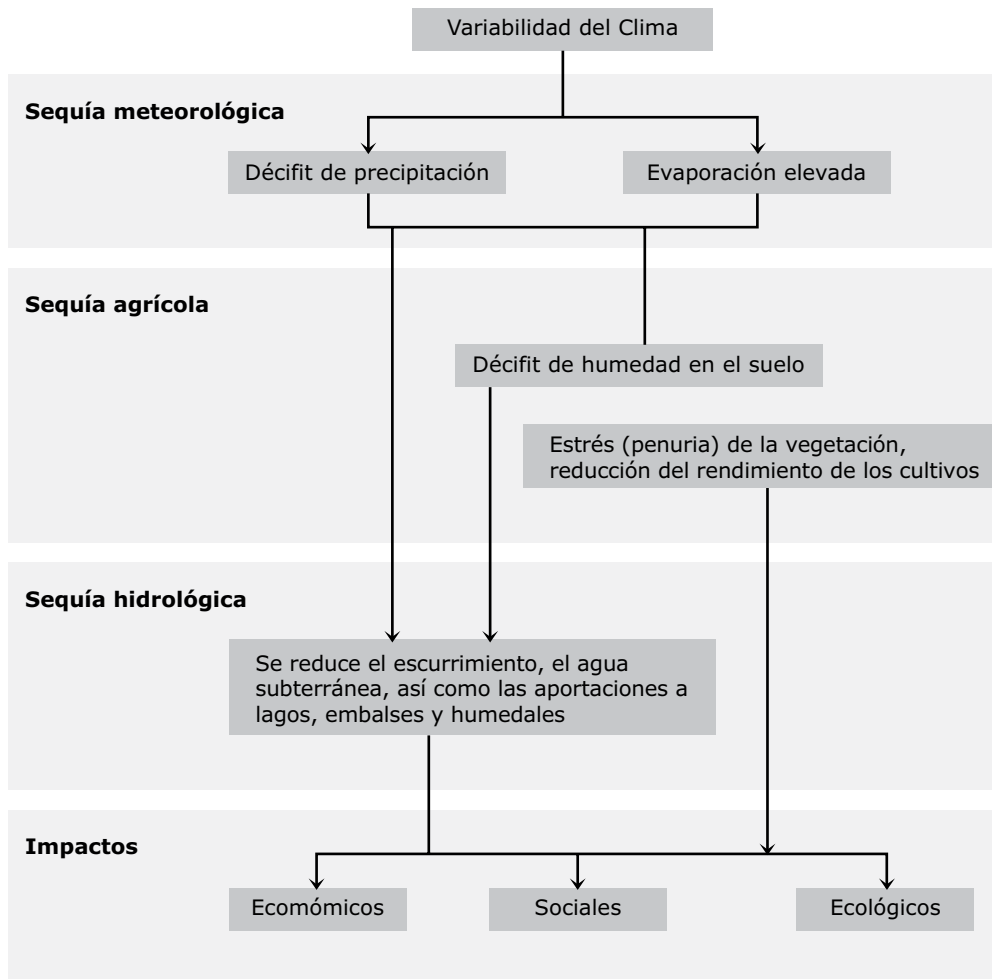 Variabilidad del Clima
Sequía meteorológica
Décifit de precipitación
Evaporación elevada
Sequía agrícola
Décifit de humedad en el suelo
Estrés (penuria) de la vegetación,
reducción del rendimiento de los cultivos
Sequía hidrológica
Se reduce el escurrimiento, el agua
subterránea, así como las aportaciones a
lagos, embalses y humedales
Impactos
Ecomómicos
Sociales
Ecológicos